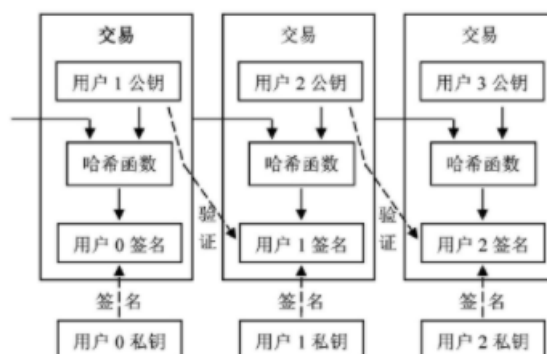 交易 交易 交易
用户 1 公钥 用户 2 公钥 用户 3 公钥
哈希函数 哈希函数 哈希函数
验证 验证
用户 0 签名 用户 1 签名 用户 2 签名
签名 签名 签名
用户 0 私钥 用户 1 私钥 用户 2 私钥